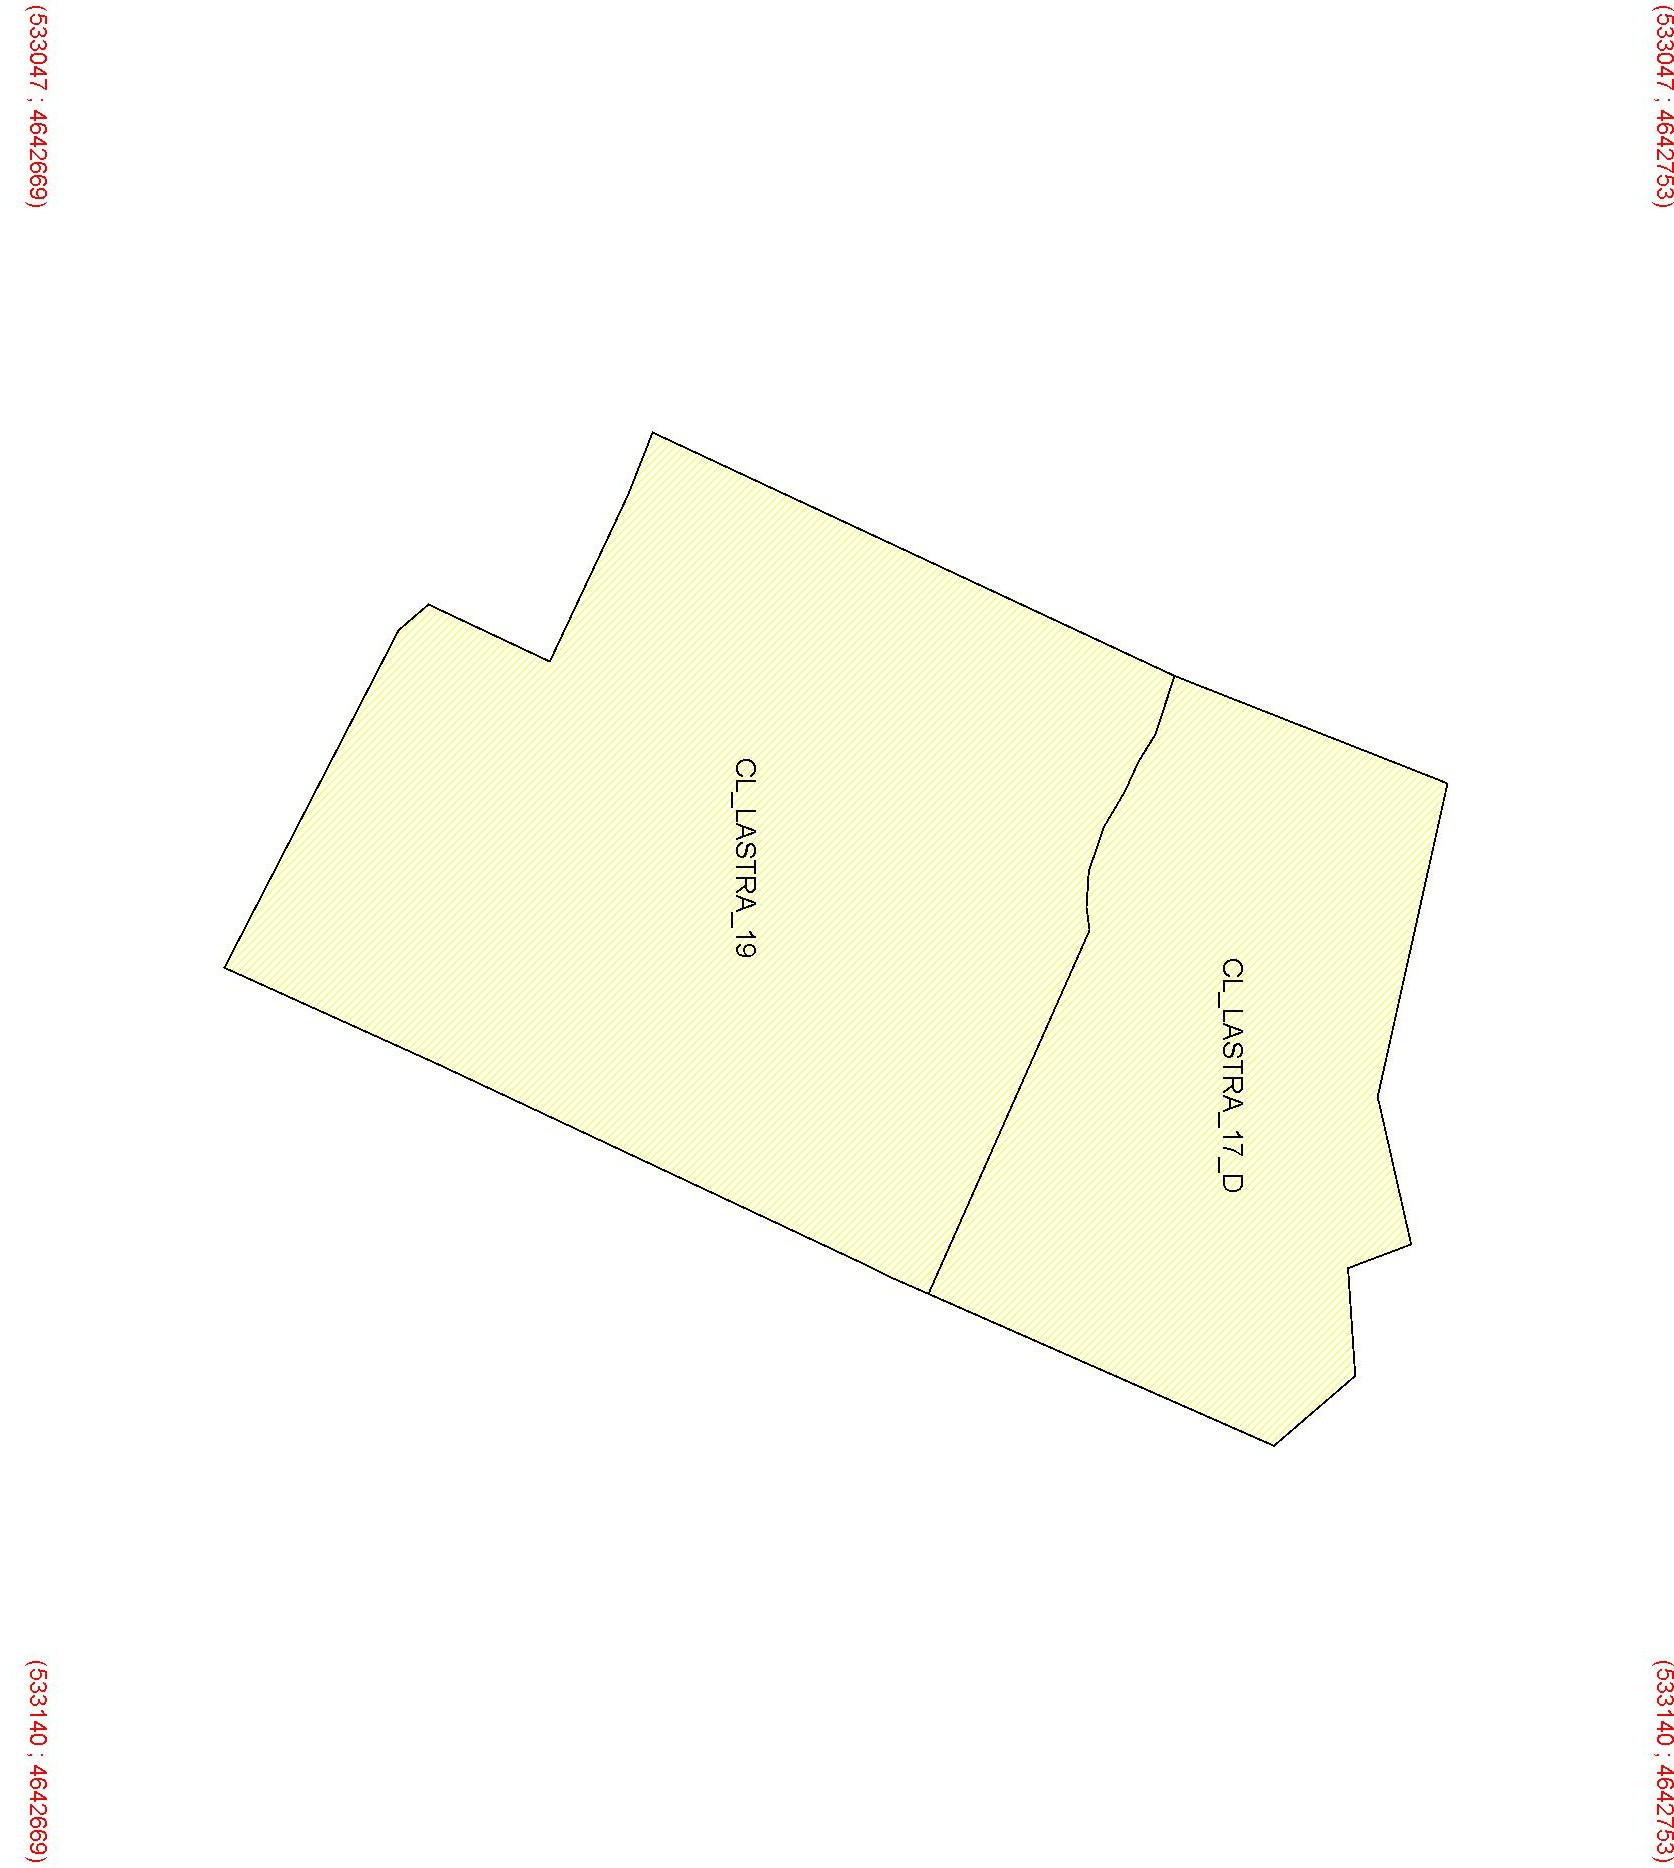 (533047 ; 4642753)
(533140 ; 4642753)
CL_LASTRA_17_D
CL_LASTRA_19
(533047 ; 4642669)
(533140 ; 4642669)